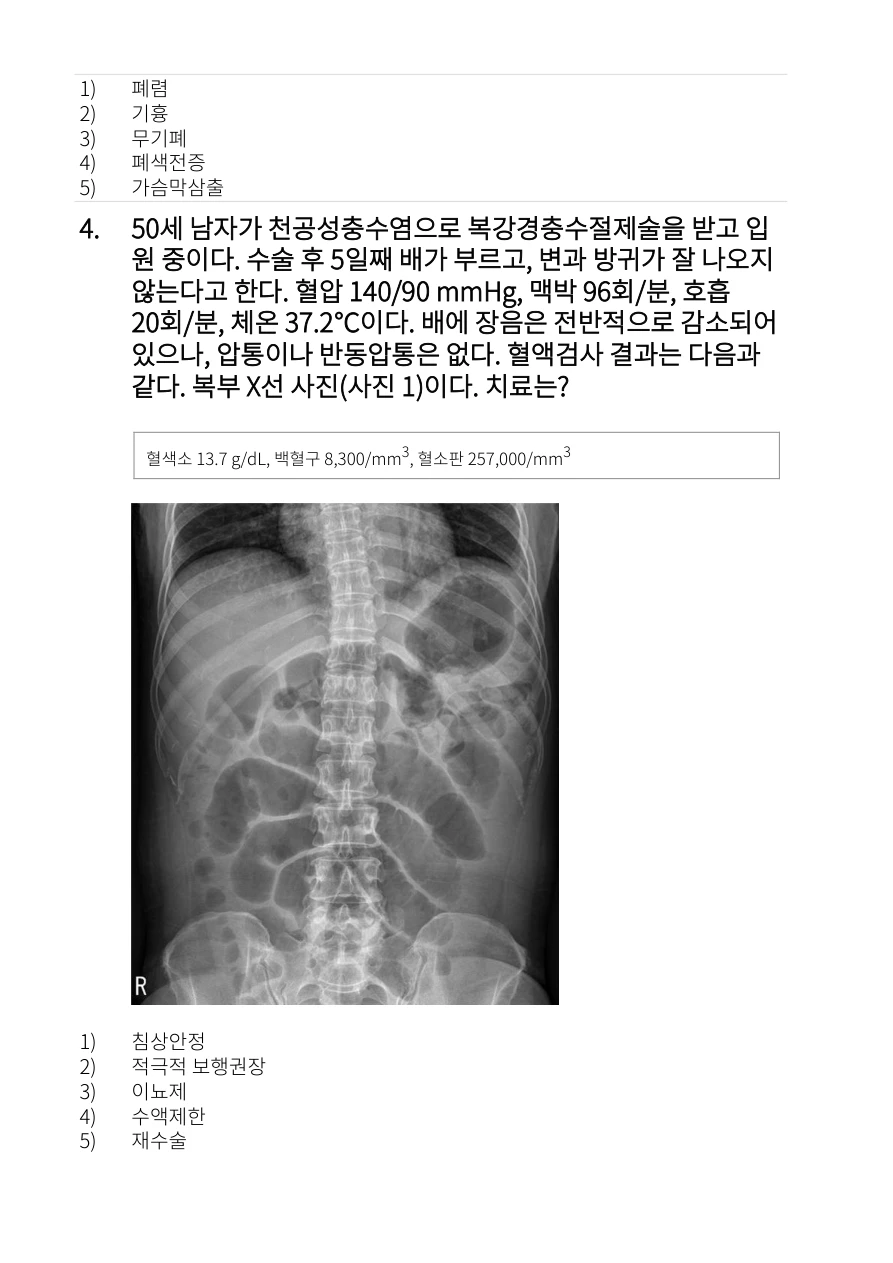 1) 폐렴
2) 기흉
3) 무기폐
4) 폐색전증
5) 가슴막삼출
4. 50세 남자가 천공성충수염으로 복강경충수절제술을 받고 입
원 중이다. 수술 후 5일째 배가 부르고, 변과 방귀가 잘 나오지
않는다고 한다. 혈압 140/90 mmHg, 맥박 96회/분, 호흡
20회/분, 체온 37.2℃이다. 배에 장음은 전반적으로 감소되어
있으나, 압통이나 반동압통은 없다. 혈액검사 결과는 다음과
같다. 복부 X선 사진(사진 1)이다. 치료는?
혈색소 13.7 g/dL, 백혈구 8,300/mm³, 혈소판 257,000/mm³
R
1) 침상안정
2) 적극적 보행권장
3) 이뇨제
4) 수액제한
5) 재수술